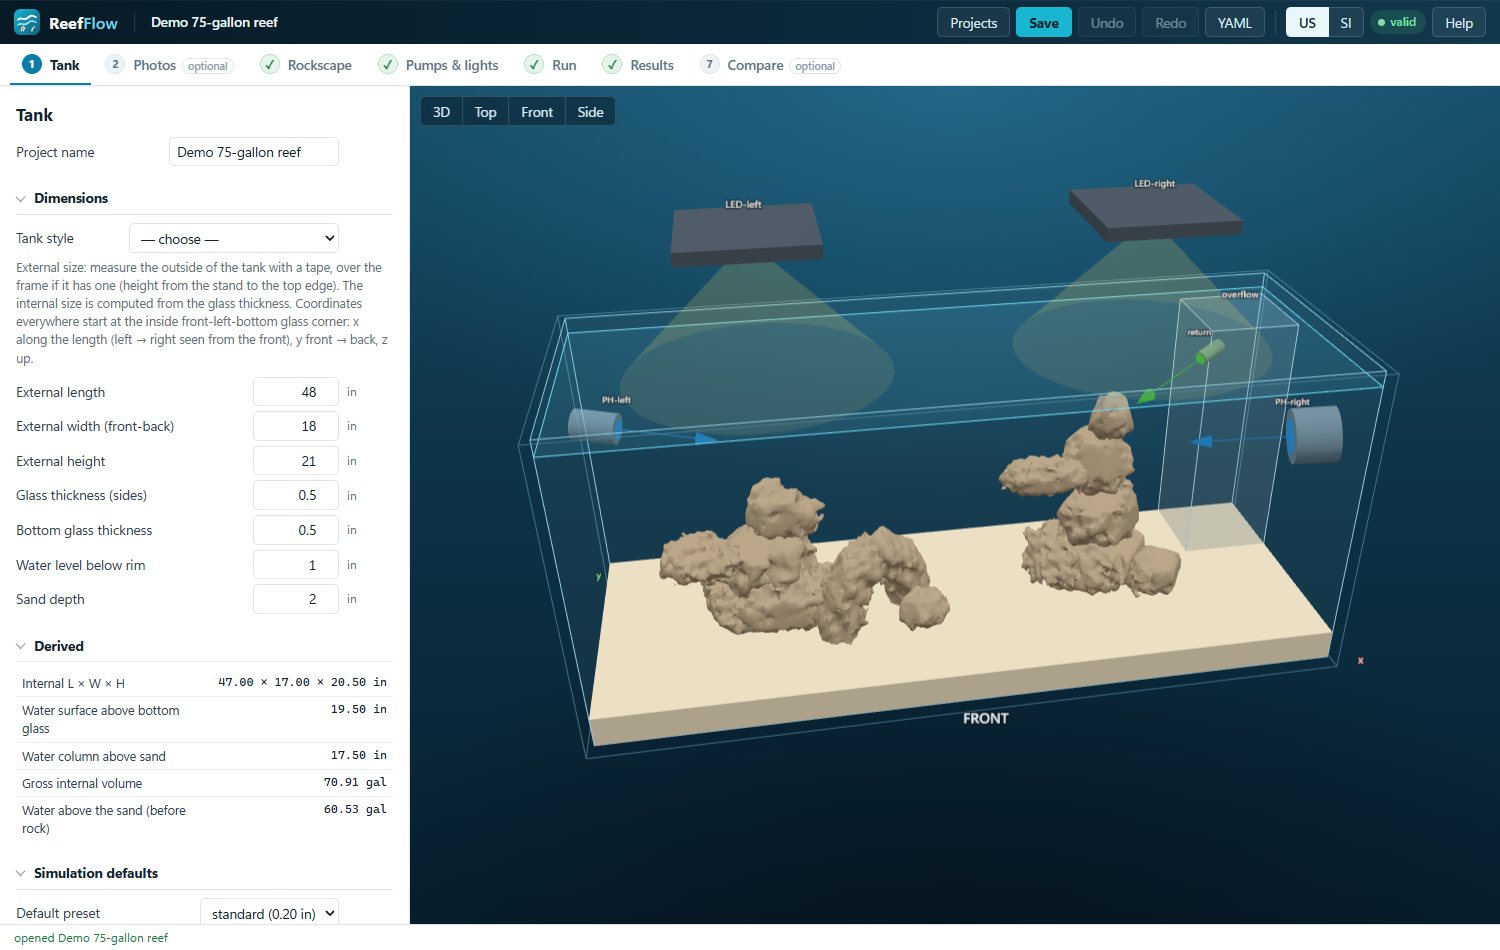 ReefFlow
Demo 75-gallon reef
Projects
Save
Undo
Redo
YAML
US
SI
valid
Help
1 Tank
2 Photos optional
Rockscape
Pumps & lights
Run
Results
7 Compare optional
Tank
Project name
Demo 75-gallon reef
Dimensions
Tank style
— choose —
External size: measure the outside of the tank with a tape, over the
frame if it has one (height from the stand to the top edge). The
internal size is computed from the glass thickness. Coordinates
everywhere start at the inside front-left-bottom glass corner: x
along the length (left → right seen from the front), y front → back, z
up.
External length 48 in
External width (front-back) 18 in
External height 21 in
Glass thickness (sides) 0.5 in
Bottom glass thickness 0.5 in
Water level below rim 1 in
Sand depth 2 in
Derived
Internal L × W × H 47.00 × 17.00 × 20.50 in
Water surface above bottom 19.50 in
glass
Water column above sand 17.50 in
Gross internal volume 70.91 gal
Water above the sand (before 60.53 gal
rock)
Simulation defaults
Default preset standard (0.20 in)
opened Demo 75-gallon reef
3D
Top
Front
Side
LED-left
LED-right
overflow
return
PH-left
PH-right
y
x
FRONT